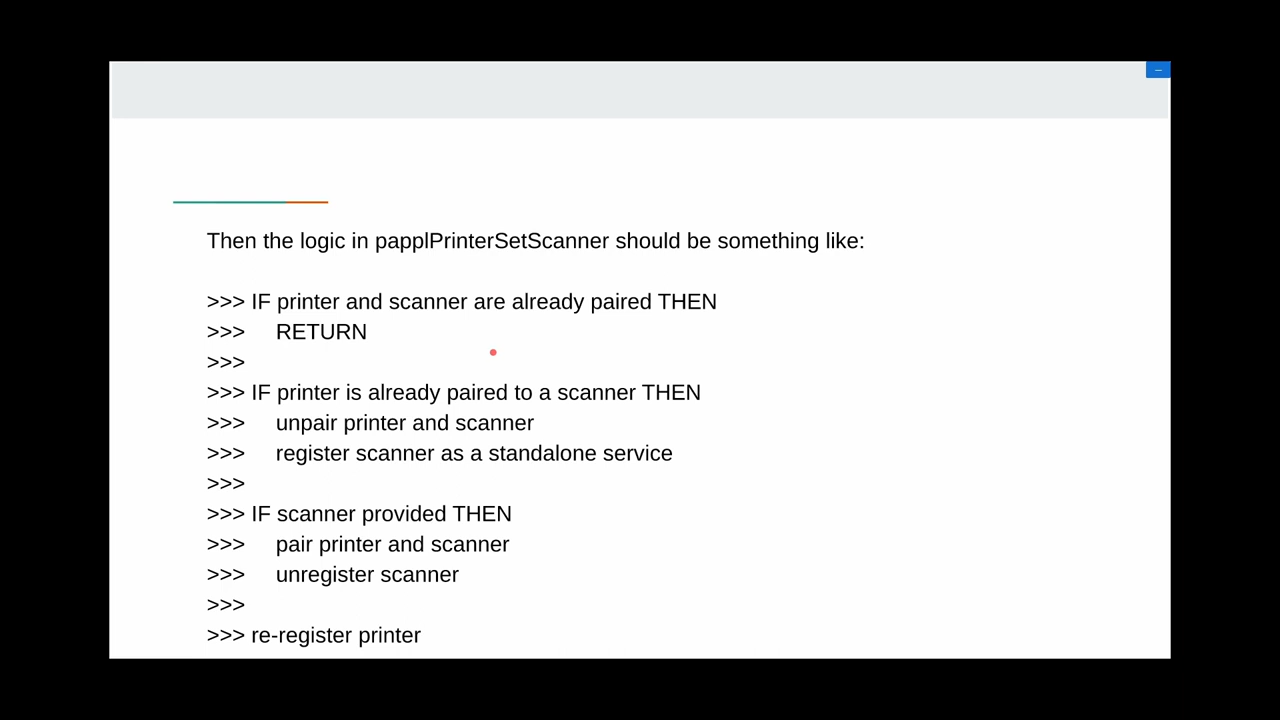 Then the logic in papplPrinterSetScanner should be something like:
>>> IF printer and scanner are already paired THEN
>>>     RETURN
>>>
>>> IF printer is already paired to a scanner THEN
>>>     unpair printer and scanner
>>>     register scanner as a standalone service
>>>
>>> IF scanner provided THEN
>>>     pair printer and scanner
>>>     unregister scanner
>>>
>>> re-register printer